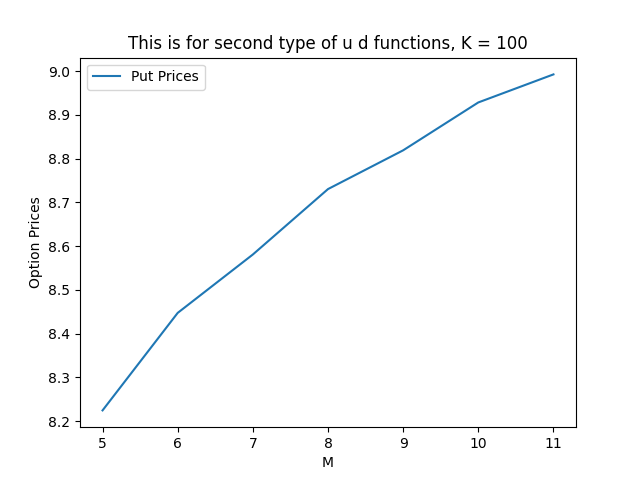 This is for second type of u d functions, K = 100
Put Prices
Option Prices
9.0
8.9
8.8
8.7
8.6
8.5
8.4
8.3
8.2
5 6 7 8 9 10 11
M